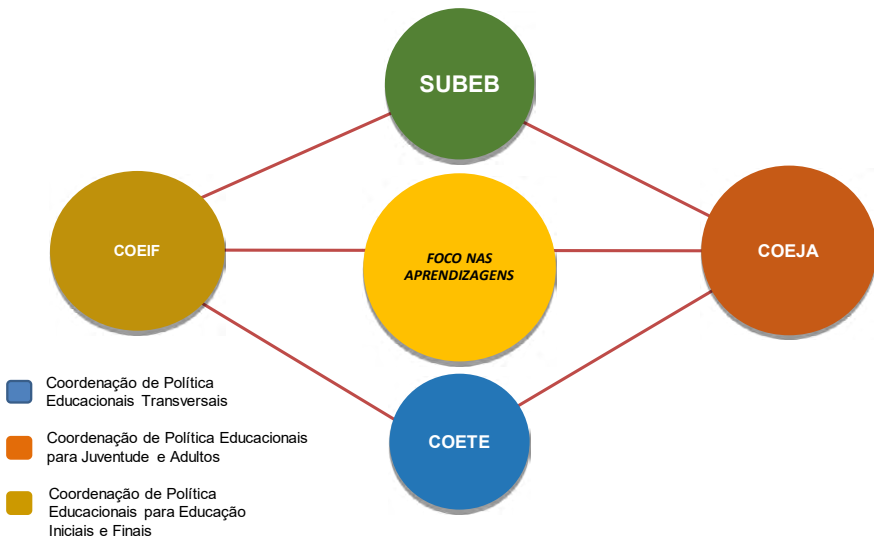 SUBEB
COEIF
FOCO NAS
APRENDIZAGENS
COEJA
COETE
Coordenação de Política
Educacionais Transversais
Coordenação de Política Educacionais
para Juventude e Adultos
Coordenação de Política
Educacionais para Educação
Iniciais e Finais